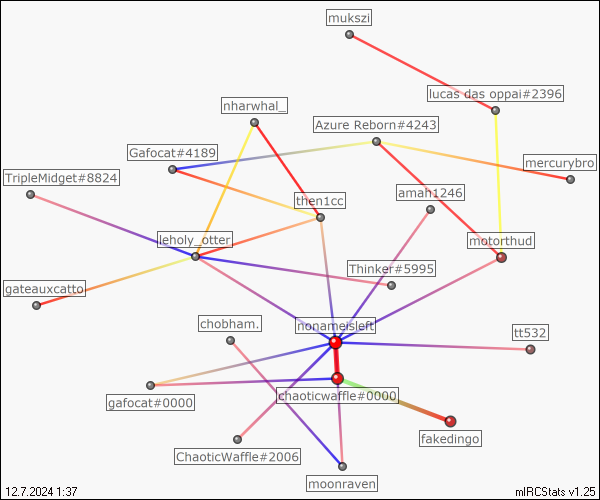 mukszi
lucas das oppai#2396
nharwhal_
Azure Reborn#4243
Gafocat#4189
mercurybro
TripleMidget#8824
amah1246
then1cc
leholy_otter
motorthud
Thinker#5995
gateauxcatto
chobham.
nonameisleft
tt532
gafocat#0000
chaoticwaffle#0000
fakedingo
ChaoticWaffle#2006
moonraven
12.7.2024 1:37
mIRCStats v1.25